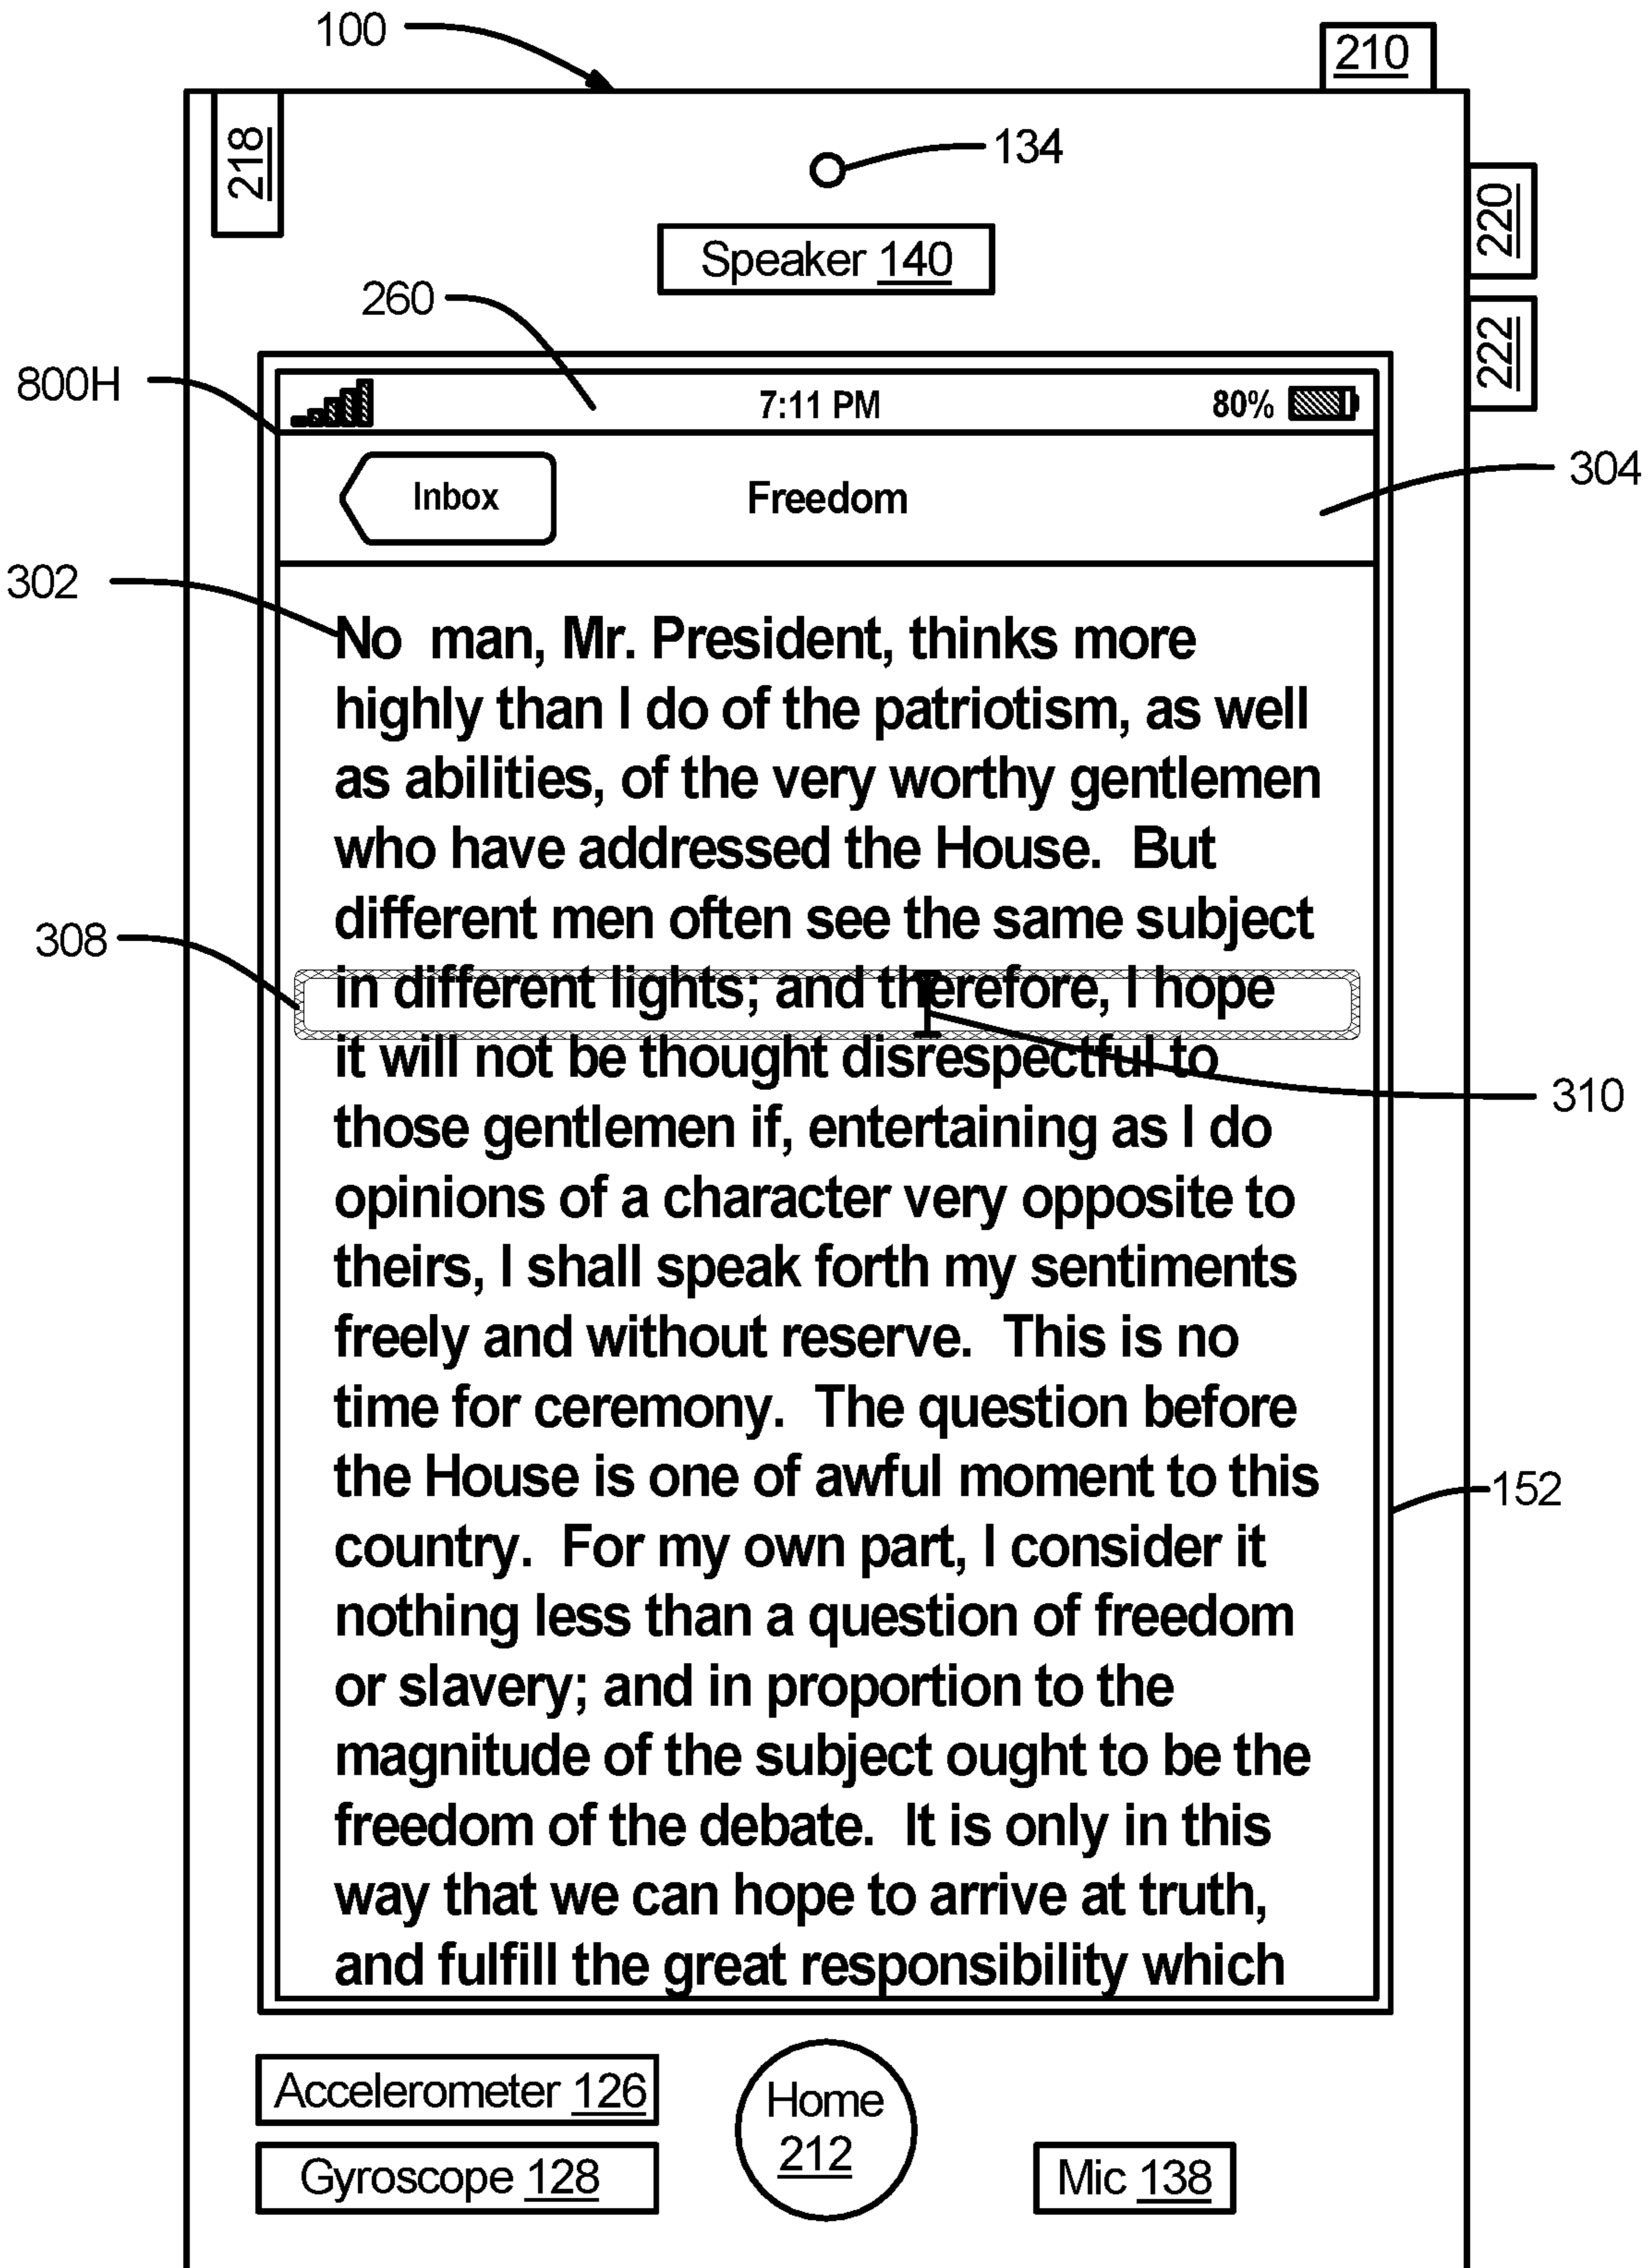 100
210
218
134
220
Speaker 140
260
222
800H
7:11 PM 80%
304
Inbox Freedom
302
No  man, Mr. President, thinks more
highly than I do of the patriotism, as well
as abilities, of the very worthy gentlemen
who have addressed the House.  But
different men often see the same subject
308
in different lights; and therefore, I hope
it will not be thought disrespectful to
310
those gentlemen if, entertaining as I do
opinions of a character very opposite to
theirs, I shall speak forth my sentiments
freely and without reserve.  This is no
time for ceremony.  The question before
the House is one of awful moment to this
152
country.  For my own part, I consider it
nothing less than a question of freedom
or slavery; and in proportion to the
magnitude of the subject ought to be the
freedom of the debate.  It is only in this
way that we can hope to arrive at truth,
and fulfill the great responsibility which
Accelerometer 126
Home
212
Gyroscope 128
Mic 138